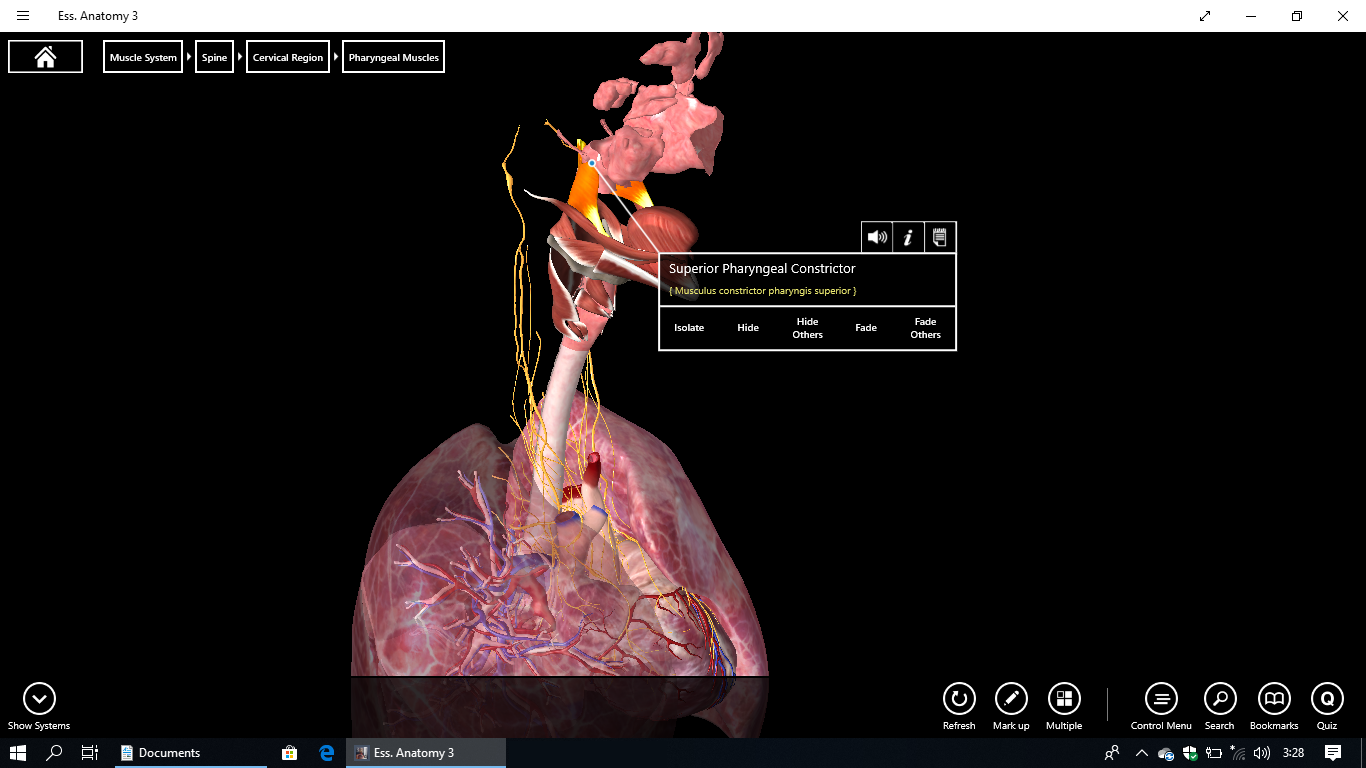 Ess. Anatomy 3
Muscle System
Spine
Cervical Region
Pharyngeal Muscles
i
Superior Pharyngeal Constrictor
{ Musculus constrictor pharyngis superior }
Isolate
Hide
Hide
Others
Fade
Fade
Others
Show Systems
Refresh
Mark up
Multiple
Control Menu
Search
Bookmarks
Q
Quiz
Documents
Ess. Anatomy 3
3:28